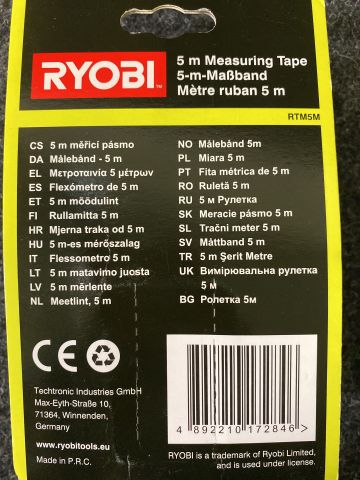 RYOBI™
5 m Measuring Tape
5-m-Maßband
Mètre ruban 5 m
RTM5M
CS 5 m měřicí pásmo
DA Målebånd - 5 m
EL Μετροταινία 5 μέτρων
ES Flexómetro de 5 m
ET 5 m mõõdulint
FI Rullamitta 5 m
HR Mjerna traka od 5 m
HU 5 m-es mérőszalag
IT Flessometro 5 m
LT 5 m matavimo juosta
LV 5 m mērlente
NL Meetlint, 5 m
NO Målebånd 5m
PL Miara 5 m
PT Fita métrica de 5 m
RO Ruletă 5 m
RU 5 м Рулетка
SK Meracie pásmo 5 m
SL Tračni meter 5 m
SV Måttband 5 m
TR 5 m Şerit Metre
UK Вимірювальна рулетка
5 м
BG Ролетка 5м
CE
Techtronic Industries GmbH
Max-Eyth-Straße 10,
71364, Winnenden,
Germany
www.ryobitools.eu
Made in P.R.C.
4 892210 172846 >
RYOBI is a trademark of Ryobi Limited,
and is used under license.